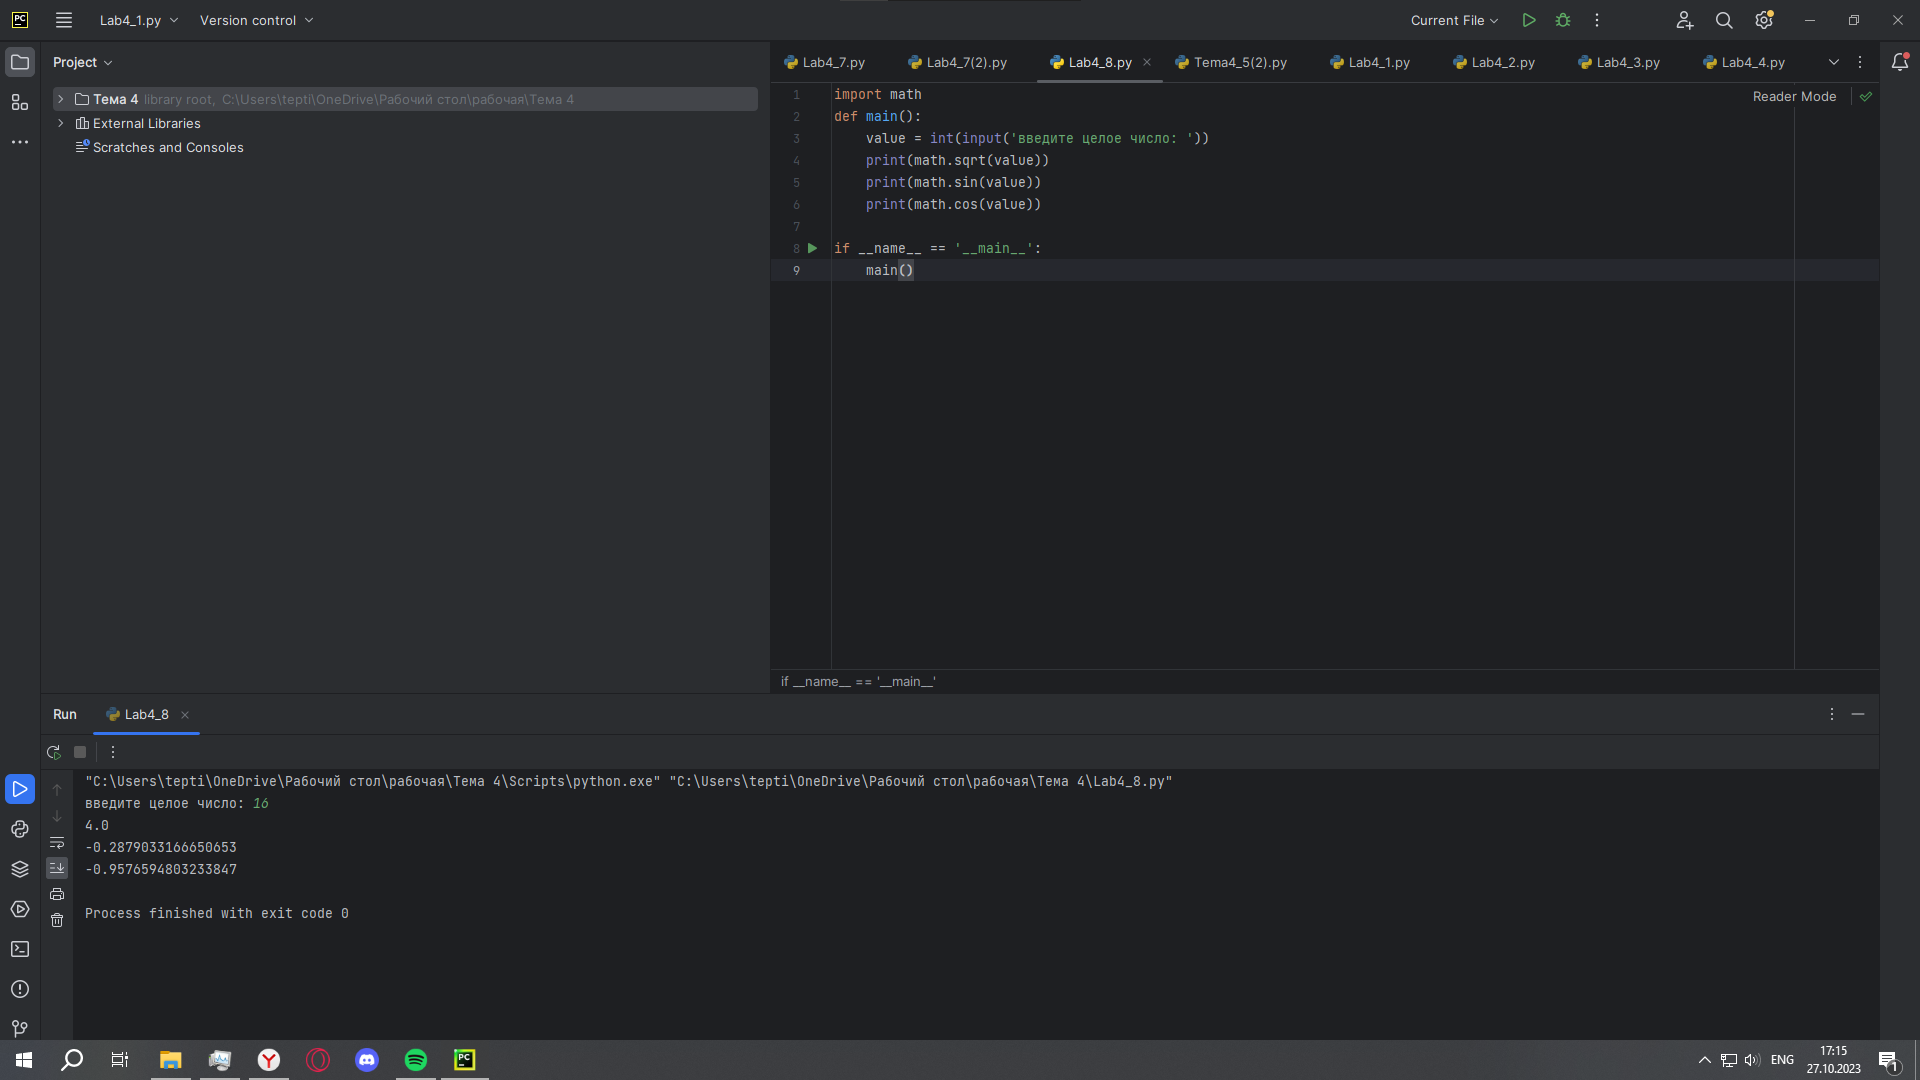 PC
Lab4_1.py
Version control
Current File
Project
Lab4_7.py
Lab4_7(2).py
Lab4_8.py
Tema4_5(2).py
Lab4_1.py
Lab4_2.py
Lab4_3.py
Lab4_4.py
Тема 4 library root, C:\Users\tepti\OneDrive\Рабочий стол\рабочая\Тема 4
External Libraries
Scratches and Consoles
Reader Mode
1 import math
2 def main():
3 value = int(input('введите целое число: '))
4 print(math.sqrt(value))
5 print(math.sin(value))
6 print(math.cos(value))
7
8 if __name__ == '__main__':
9 main()
if __name__ == '__main__'
Run
Lab4_8
"C:\Users\tepti\OneDrive\Рабочий стол\рабочая\Тема 4\Scripts\python.exe" "C:\Users\tepti\OneDrive\Рабочий стол\рабочая\Тема 4\Lab4_8.py"
введите целое число: 16
4.0
-0.2879033166650653
-0.9576594803233847
Process finished with exit code 0
PC
ENG
17:15
27.10.2023
1